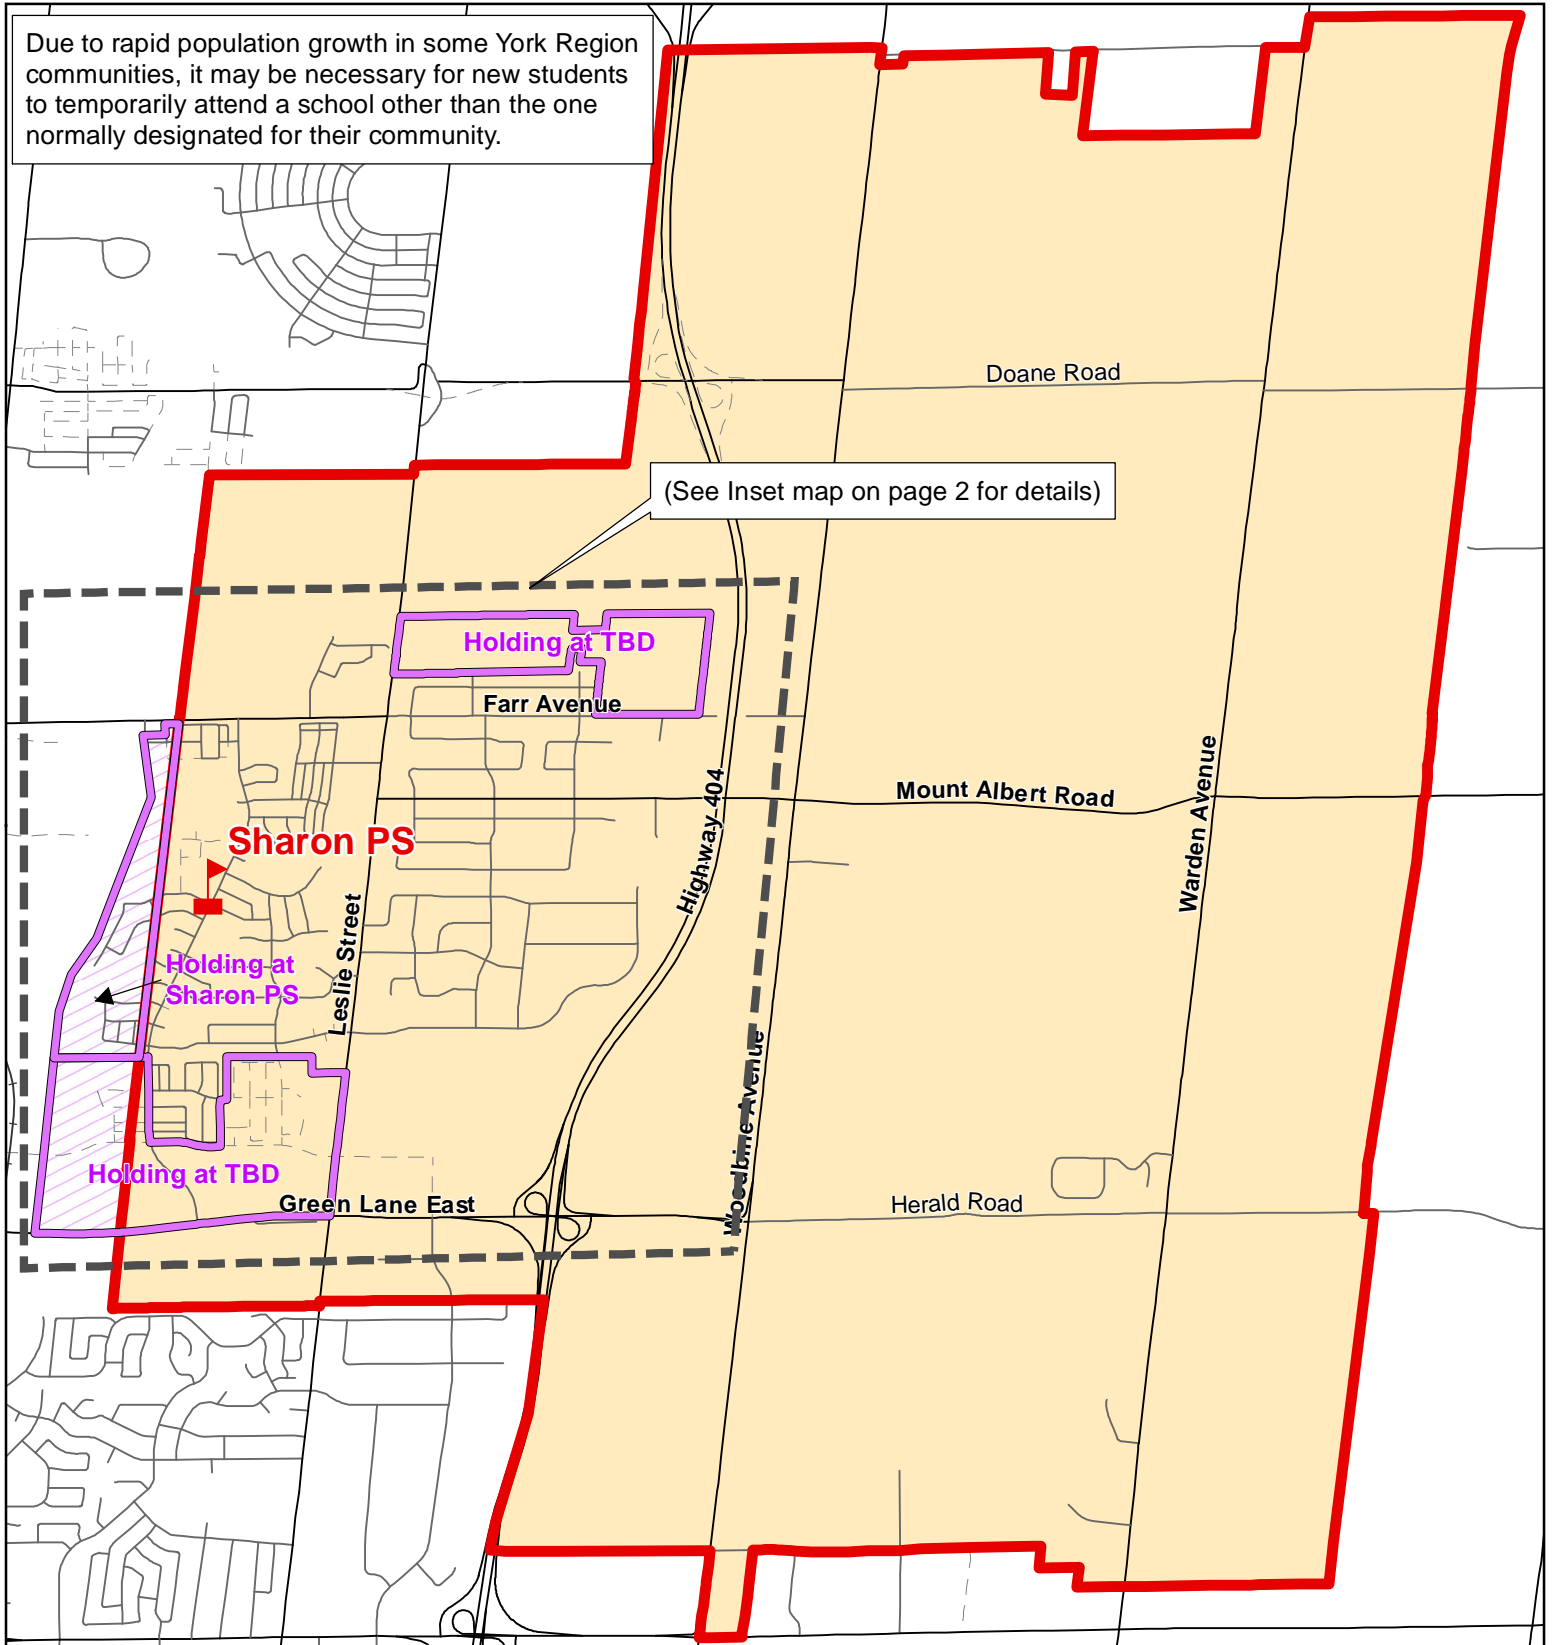 Due to rapid population growth in some York Region
communities, it may be necessary for new students
to temporarily attend a school other than the one
normally designated for their community.
Doane Road
(See Inset map on page 2 for details)
Holding at TBD
Farr Avenue
Highway 404
Mount Albert Road
Warden Avenue
Sharon PS
Leslie Street
Holding at
Sharon PS
Woodbine Avenue
Holding at TBD
Green Lane East
Herald Road